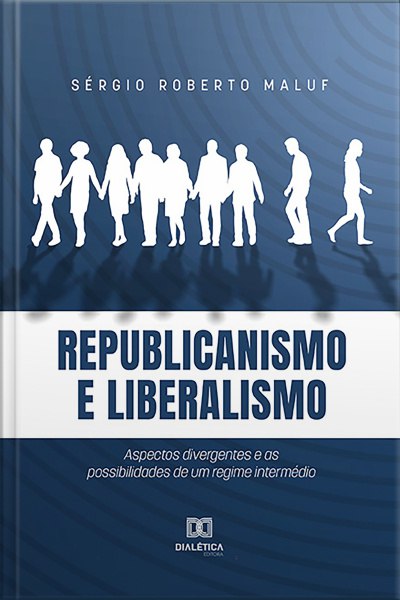 SÉRGIO ROBERTO MALUF
REPUBLICANISMO
E LIBERALISMO
Aspectos divergentes e as
possibilidades de um regime intermédio
DIALÉTICA
EDITORA